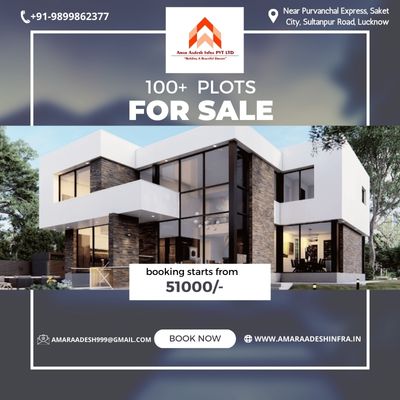 +91-9899862377
Near Purvanchal Express, Saket
City, Sultanpur Road, Lucknow
Amar Aadesh Infra PVT LTD
100+ PLOTS
FOR SALE
booking starts from
51000/-
AMARAADESH999@GMAIL.COM
BOOK NOW
WWW.AMARAADESHINFRA.IN